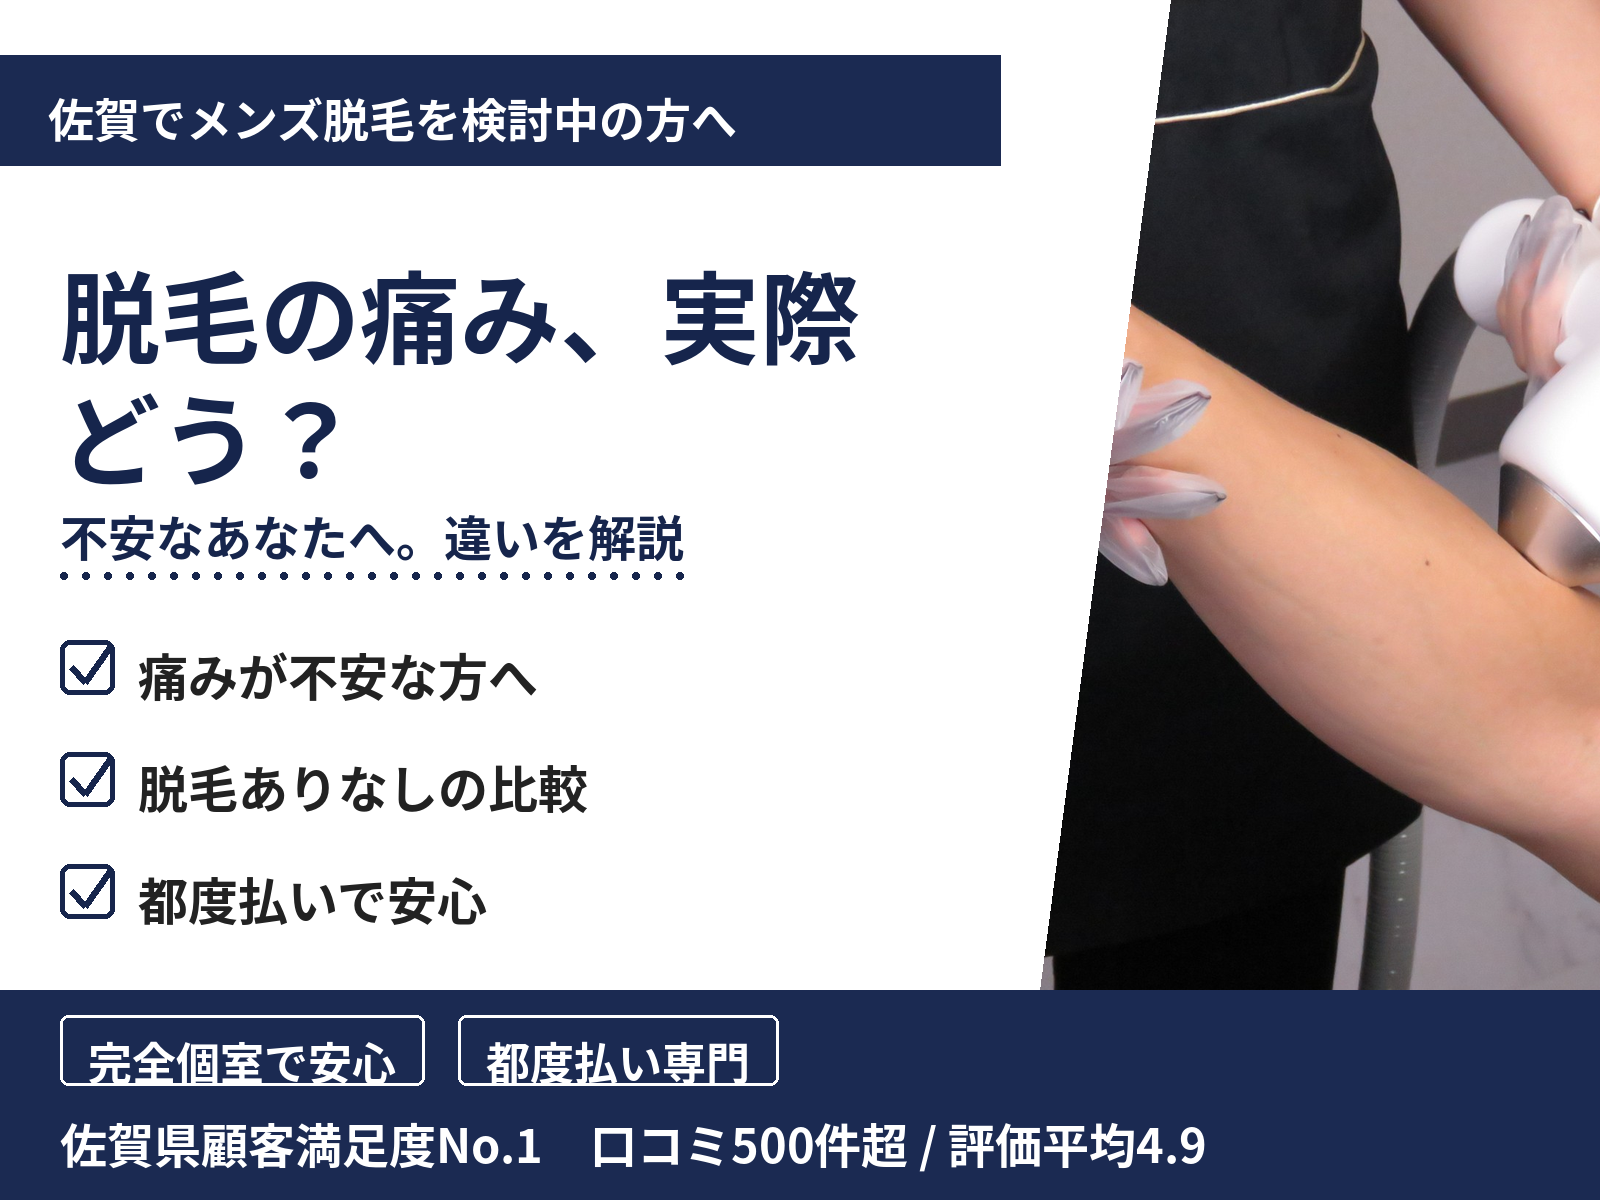 佐賀でメンズ脱毛を検討中の方へ
脱毛の痛み、実際
どう？
不安なあなたへ。違いを解説
痛みが不安な方へ
脱毛ありなしの比較
都度払いで安心
完全個室で安心
都度払い専門
佐賀県顧客満足度No.1　口コミ500件超 / 評価平均4.9